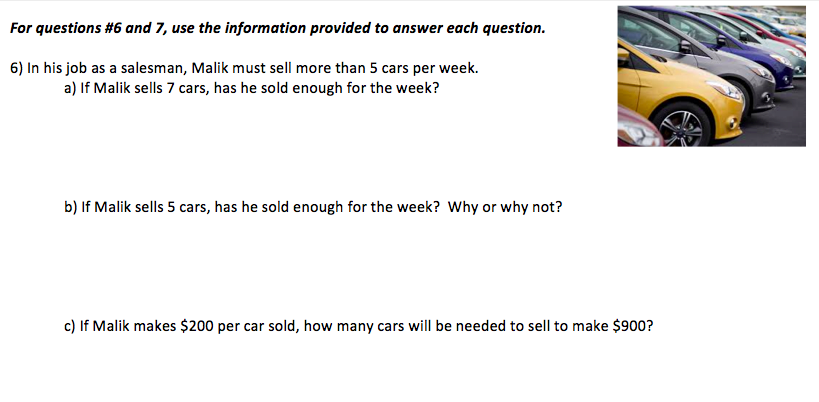 For questions #6 and 7, use the information provided to answer each question.
6) In his job as a salesman, Malik must sell more than 5 cars per week.
a) If Malik sells 7 cars, has he sold enough for the week?
b) If Malik sells 5 cars, has he sold enough for the week?  Why or why not?
c) If Malik makes $200 per car sold, how many cars will be needed to sell to make $900?